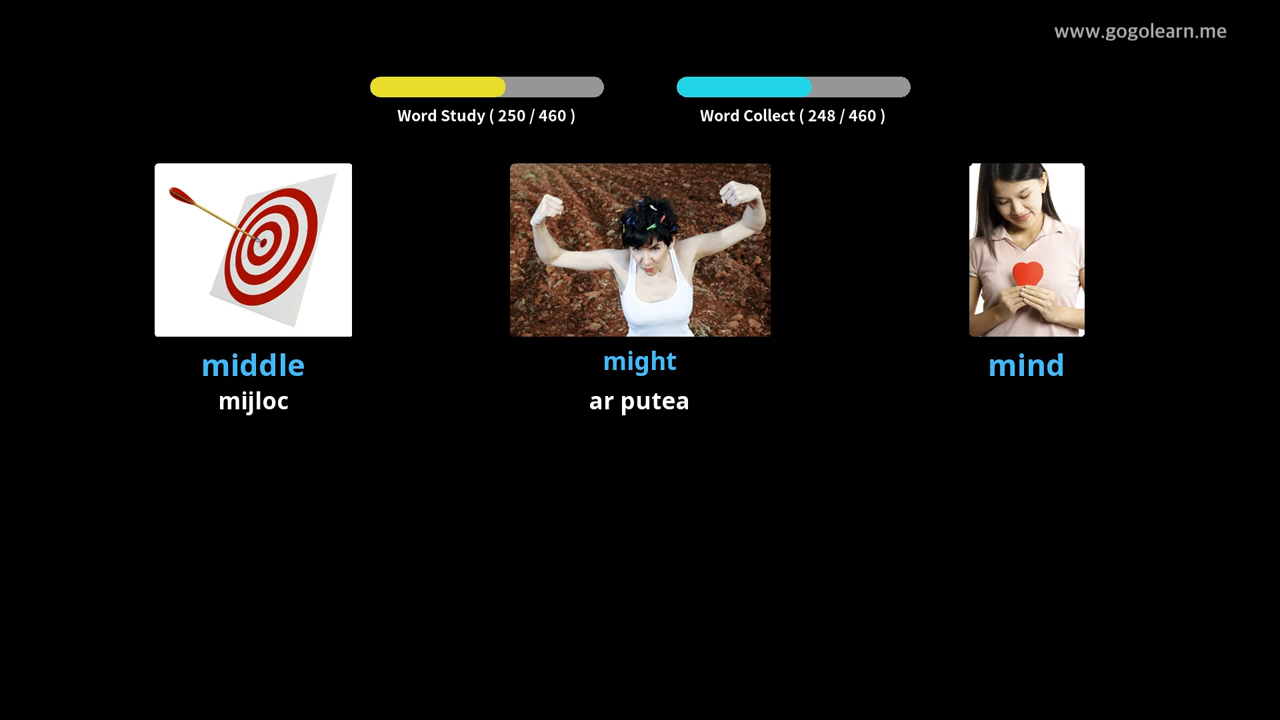 www.gogolearn.me
Word Study ( 250 / 460 )
Word Collect ( 248 / 460 )
middle
might
mind
mijloc
ar putea